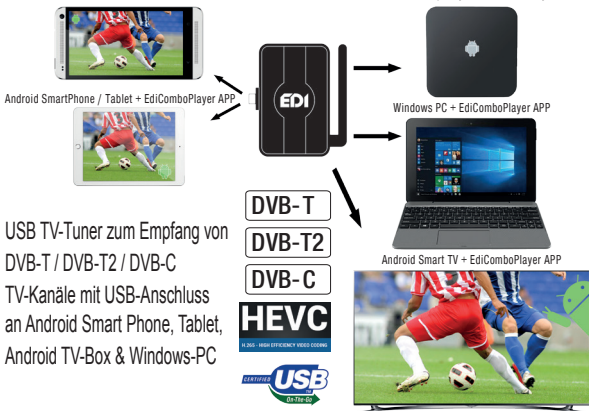 Android SmartPhone / Tablet + EdiComboPlayer APP
EDI
Windows PC + EdiComboPlayer APP
Android Smart TV + EdiComboPlayer APP
USB TV-Tuner zum Empfang von
DVB-T / DVB-T2 / DVB-C
TV-Kanäle mit USB-Anschluss
an Android Smart Phone, Tablet,
Android TV-Box & Windows-PC
DVB-T
DVB-T2
DVB-C
HEVC
H.265 - HIGH EFFICIENCY VIDEO CODING
CERTIFIED USB
On-The-Go